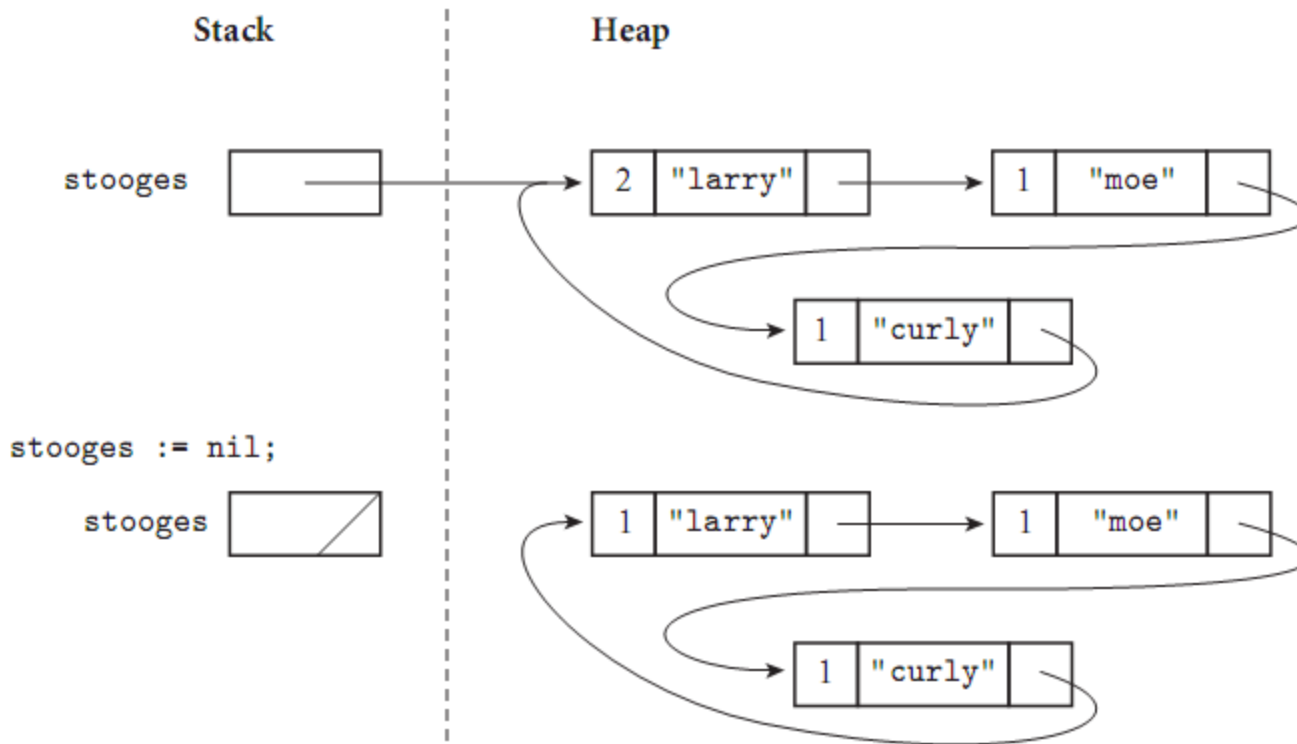 Stack Heap
stooges 2 "larry" 1 "moe"
1 "curly"
stooges := nil;
stooges 1 "larry" 1 "moe"
1 "curly"